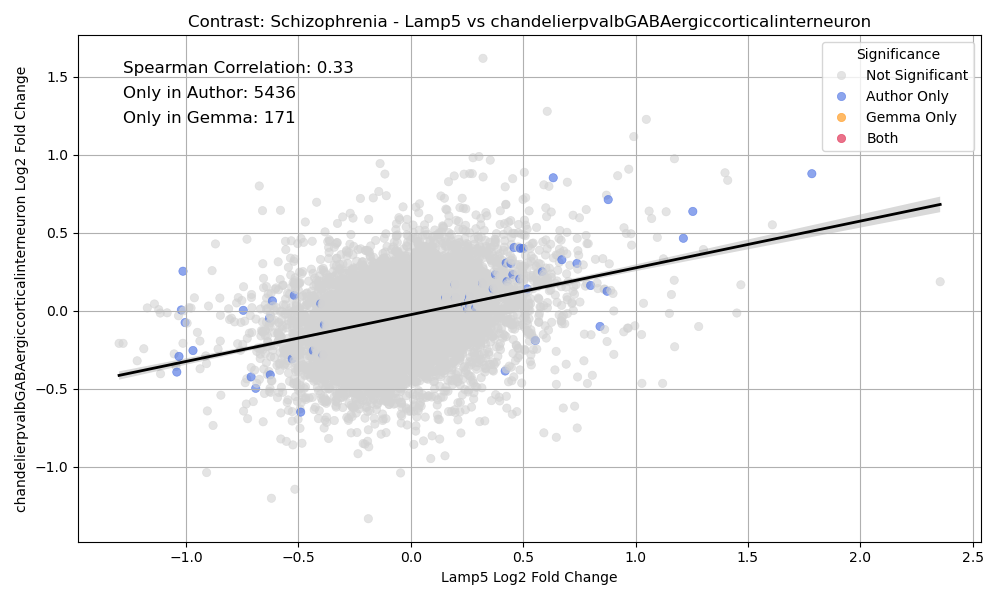 Contrast: Schizophrenia - Lamp5 vs chandelierpvalbGABAergiccorticalinterneuron
Spearman Correlation: 0.33
Only in Author: 5436
Only in Gemma: 171
Significance
Not Significant
Author Only
Gemma Only
Both
chandelierpvalbGABAergiccorticalinterneuron Log2 Fold Change
1.5
1.0
0.5
0.0
−0.5
−1.0
−1.0 −0.5 0.0 0.5 1.0 1.5 2.0 2.5
Lamp5 Log2 Fold Change